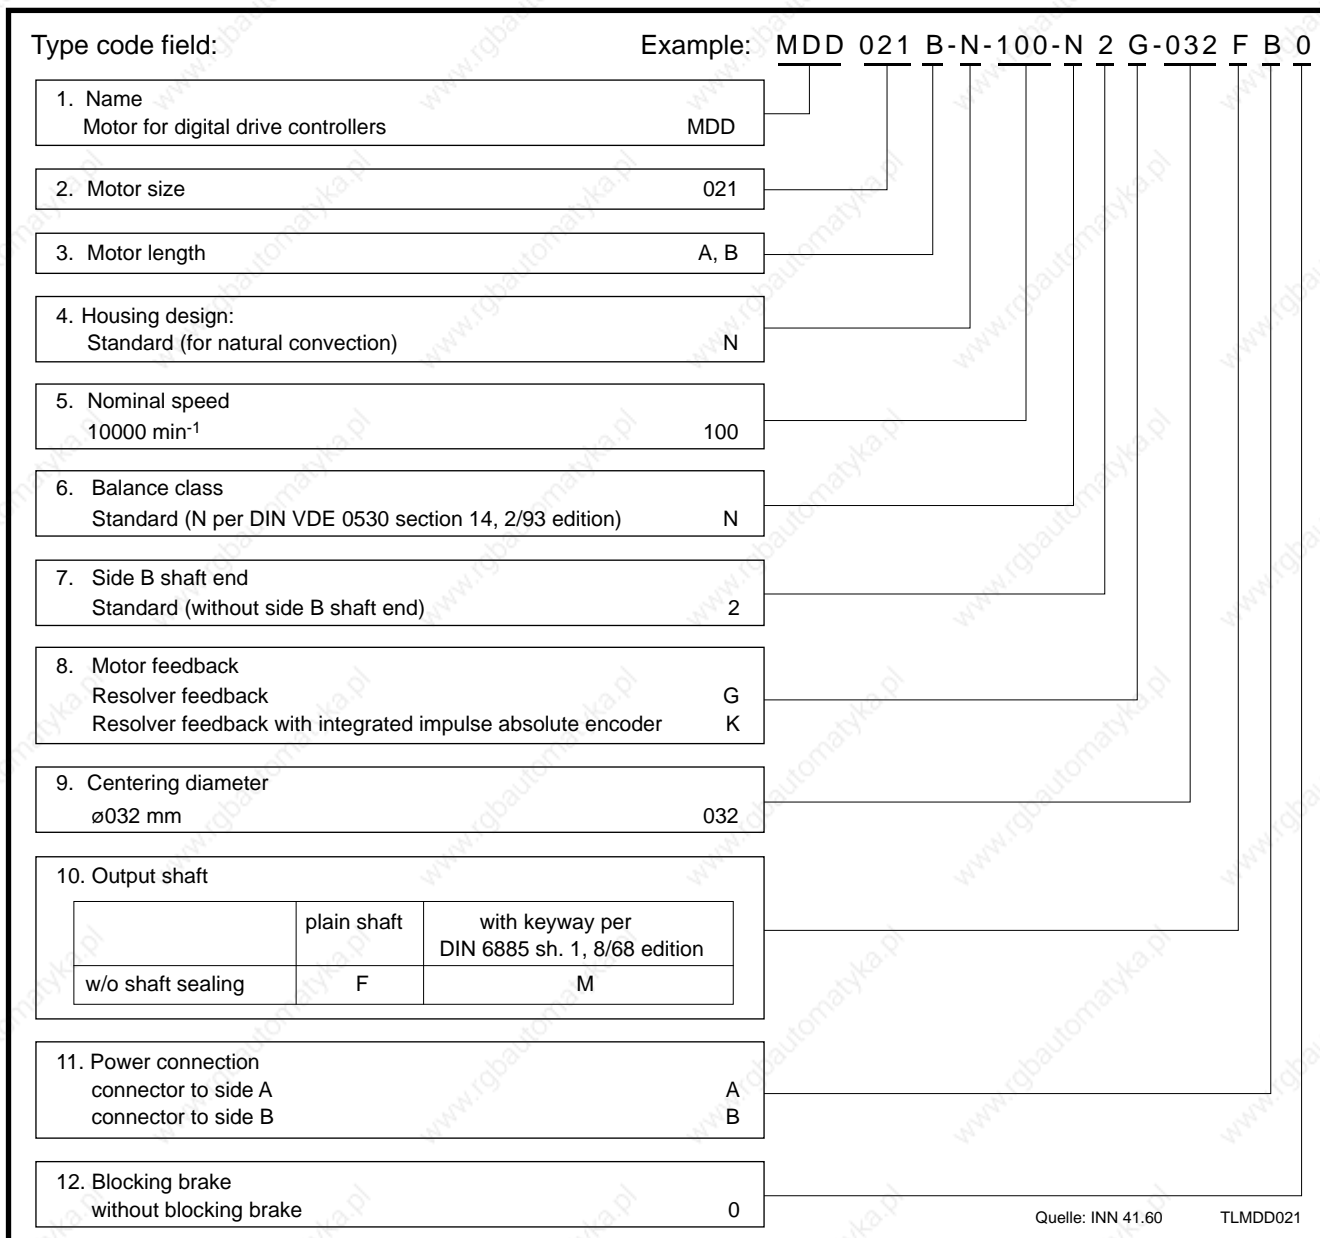 Type code field: Example: MDD 021 B-N-100-N 2 G-032 F B 0
1. Name
Motor for digital drive controllers MDD
2. Motor size 021
3. Motor length A, B
4. Housing design:
Standard (for natural convection) N
5. Nominal speed
10000 min-1 100
6. Balance class
Standard (N per DIN VDE 0530 section 14, 2/93 edition) N
7. Side B shaft end
Standard (without side B shaft end) 2
8. Motor feedback
Resolver feedback G
Resolver feedback with integrated impulse absolute encoder K
9. Centering diameter
ø032 mm 032
10. Output shaft
plain shaft with keyway per
DIN 6885 sh. 1, 8/68 edition
w/o shaft sealing F M
11. Power connection
connector to side A A
connector to side B B
12. Blocking brake
without blocking brake 0
Quelle: INN 41.60 TLMDD021
www.rgbautomatyka.pl